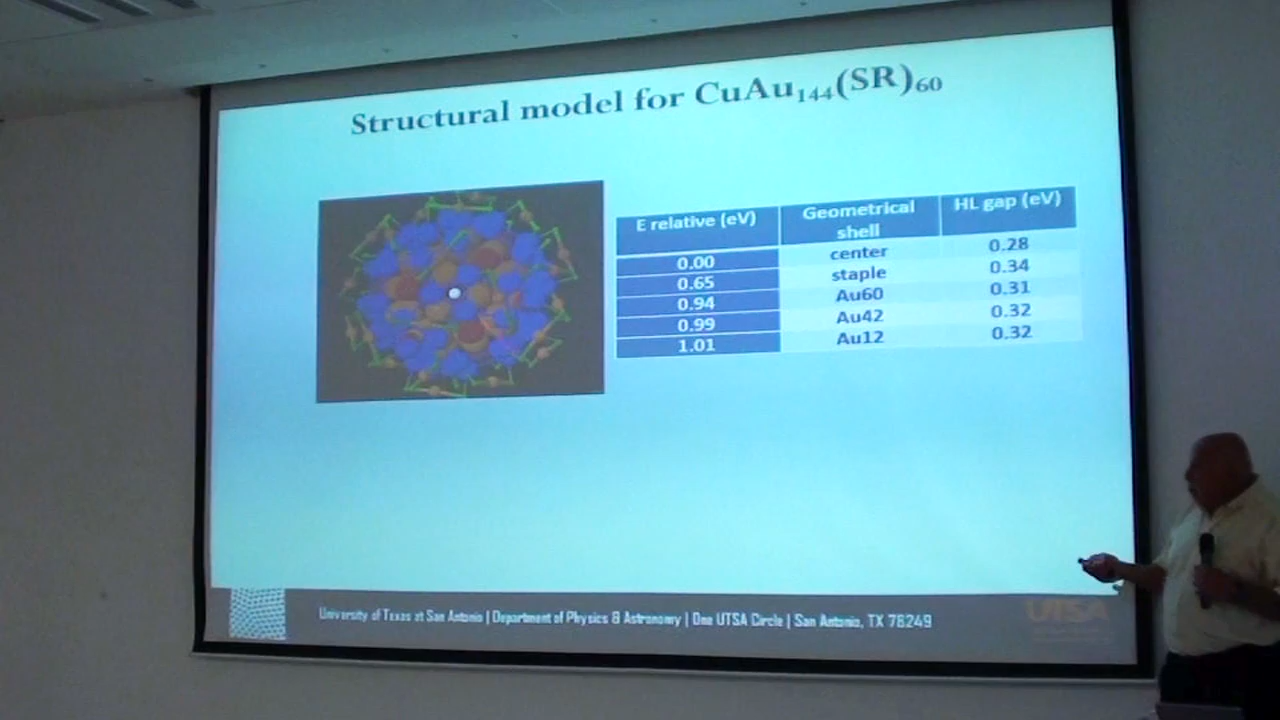 Structural model for CuAu144(SR)60
E relative (eV) Geometrical shell HL gap (eV)
0.00 center 0.28
0.65 staple 0.34
0.94 Au60 0.31
0.99 Au42 0.32
1.01 Au12 0.32
University of Texas at San Antonio | Department of Physics & Astronomy | One UTSA Circle | San Antonio, TX 78249
UTSA